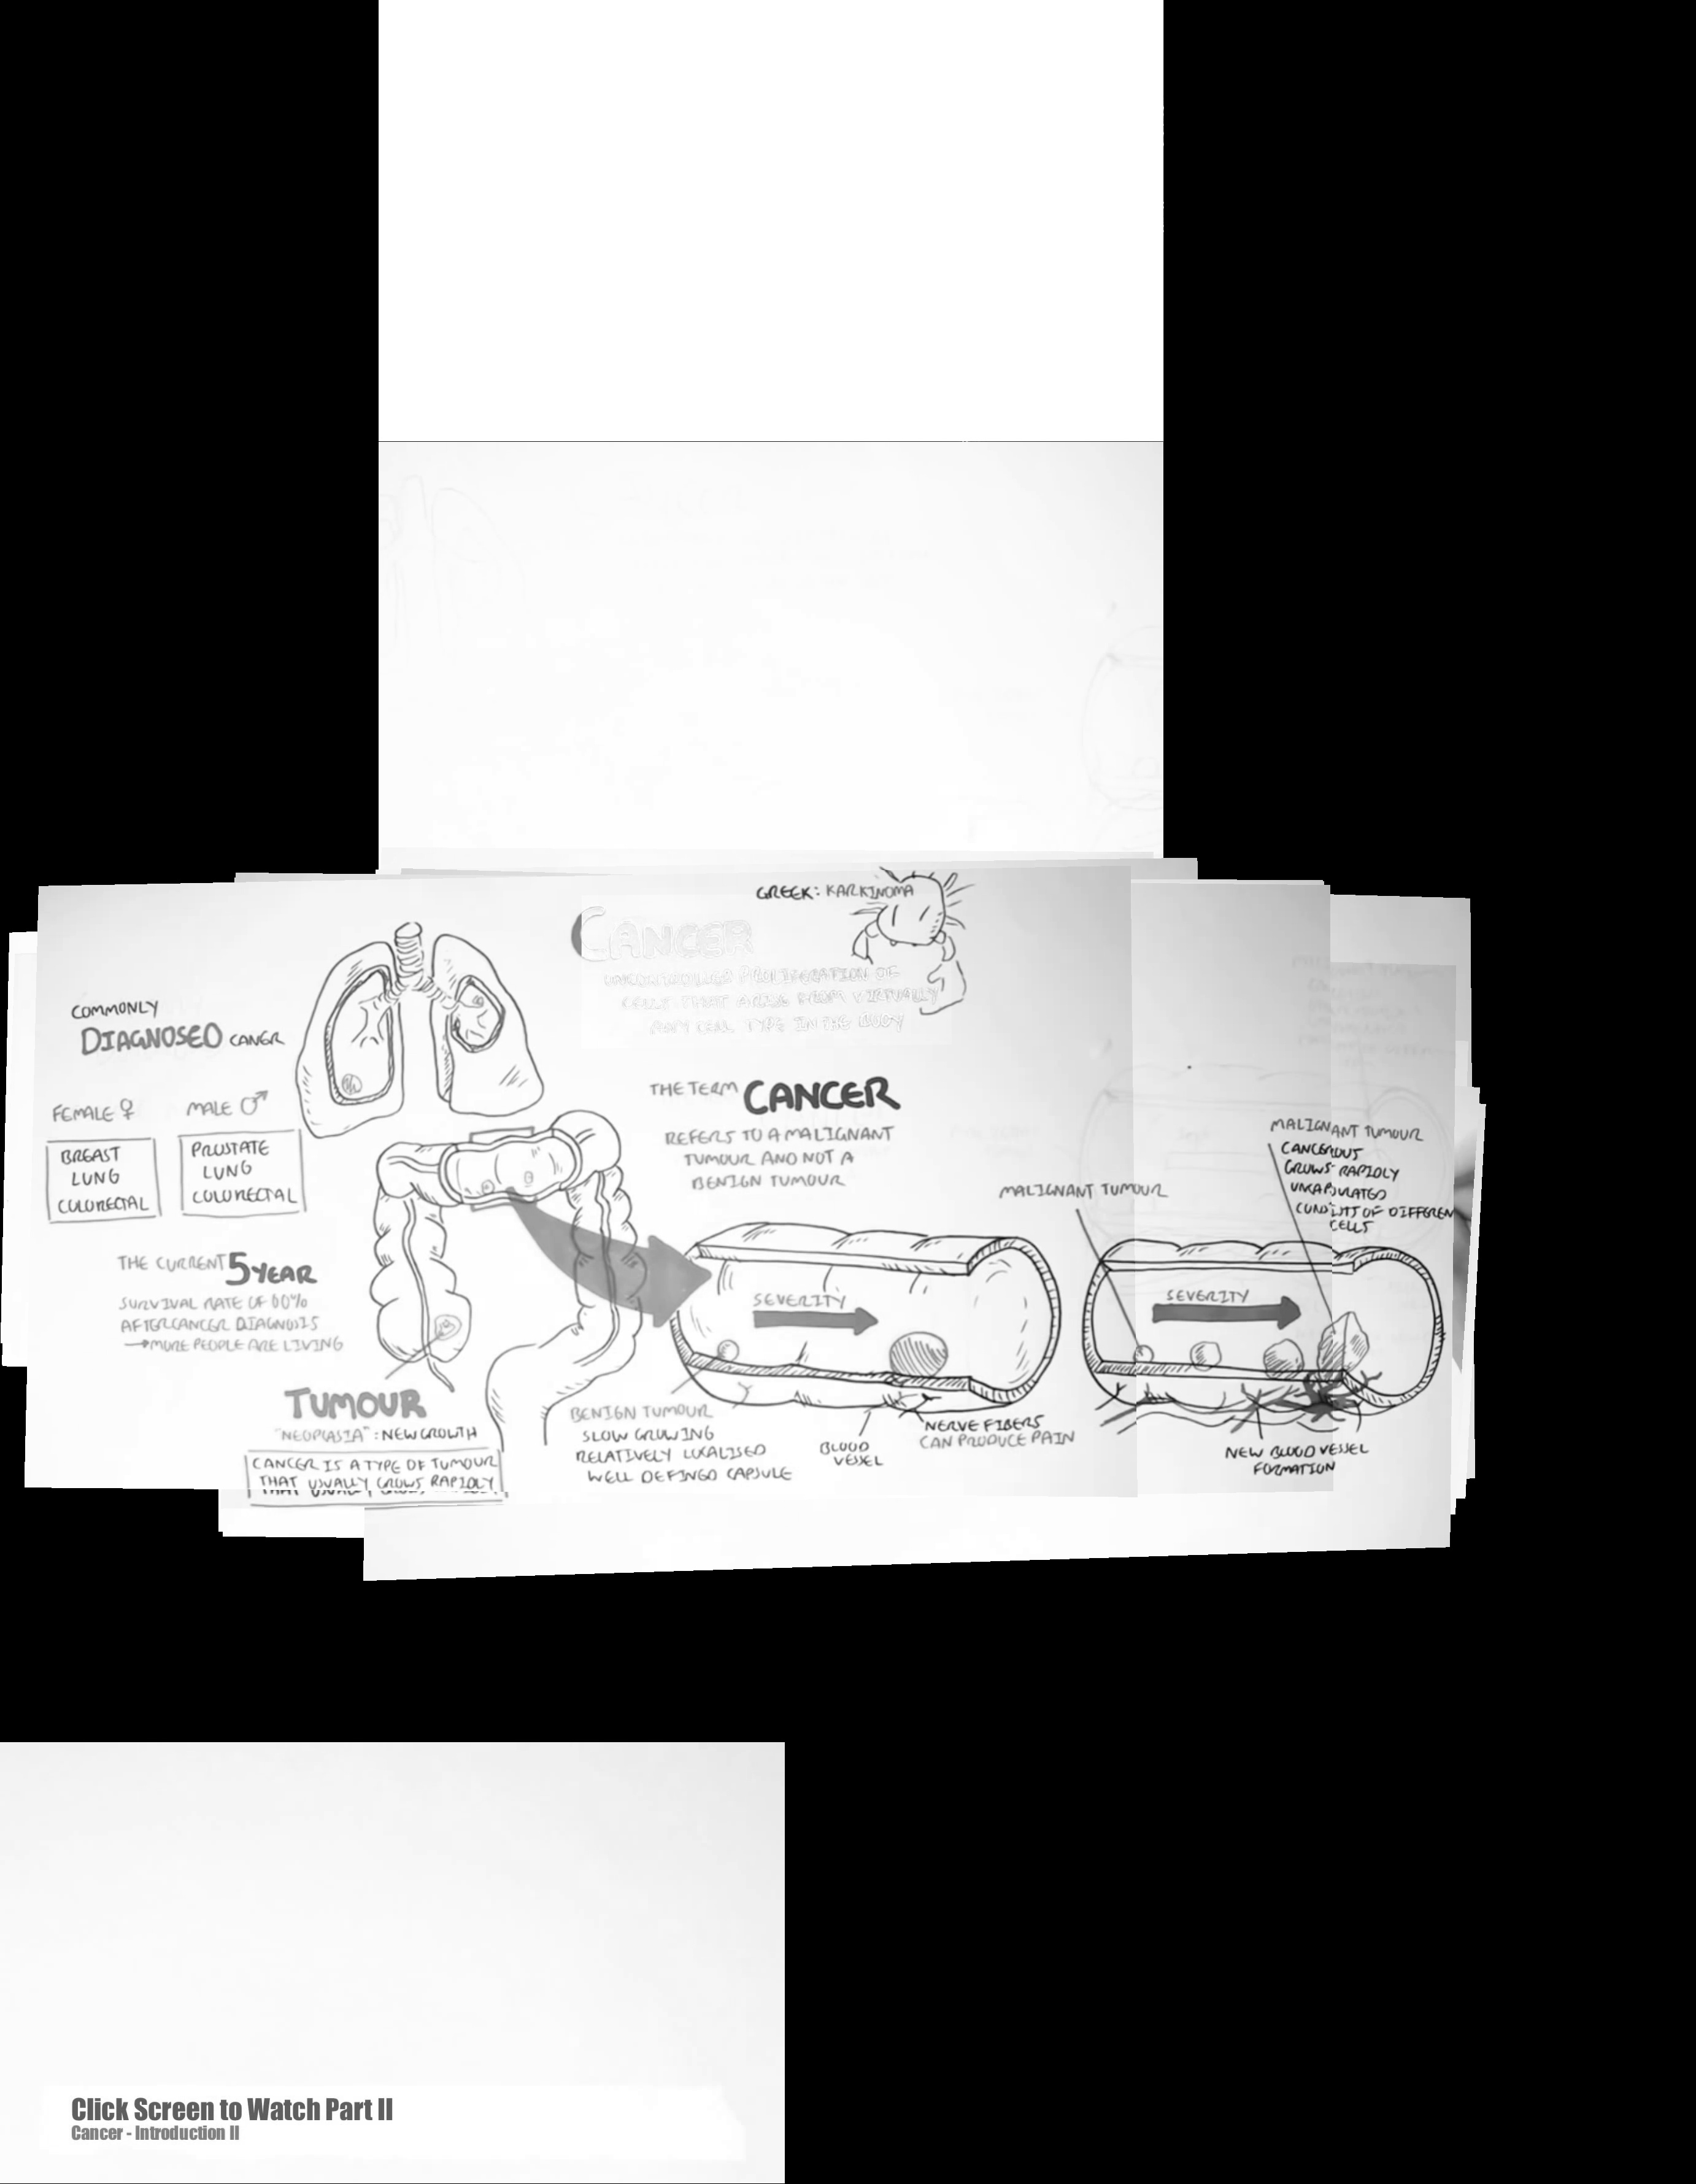 GREEK: KARKINOMA
CANCER
UNCONTROLLED PROLIFERATION OF
CELLS THAT ARISE FROM VIRTUALLY
ANY CELL TYPE IN THE BODY
COMMONLY
DIAGNOSED CANER
FEMALE ♀
BREAST
LUNG
COLORECTAL
MALE ♂
PROSTATE
LUNG
COLORECTAL
THE CURRENT 5 YEAR
SURVIVAL RATE OF 60%
AFTER CANCER DIAGNOSIS
→ MORE PEOPLE ARE LIVING
TUMOUR
"NEOPLASIA": NEW GROWTH
CANCER IS A TYPE OF TUMOUR
THAT USUALLY GROWS RAPIDLY
THE TERM CANCER
REFERS TO A MALIGNANT
TUMOUR AND NOT A
BENIGN TUMOUR
SEVERITY
BENIGN TUMOUR
SLOW GROWING
RELATIVELY LOCALISED
WELL DEFINED CAPSULE
BLOOD
VESSEL
NERVE FIBERS
CAN PRODUCE PAIN
MALIGNANT TUMOUR
MALIGNANT TUMOUR
CANCEROUS
GROWS RAPIDLY
UNCAPSULATED
CONSISTS OF DIFFEREN
CELLS
SEVERITY
NEW BLOOD VESSEL
FORMATION
Click Screen to Watch Part II
Cancer - Introduction II